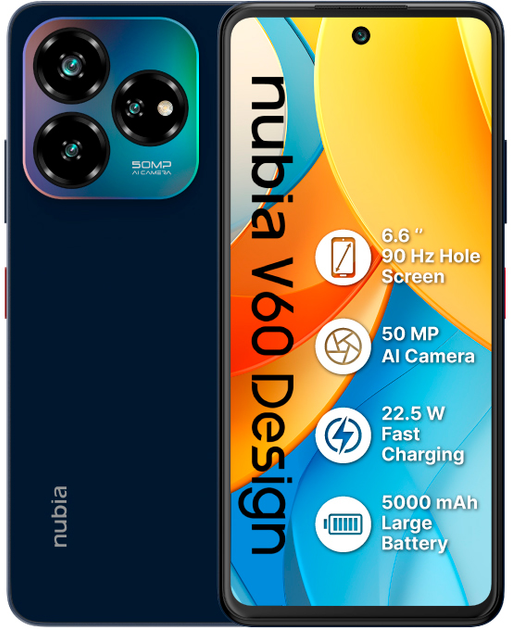 50MP
AI CAMERA
nubia
nubia V60 Design
6.6 "
90 Hz Hole
Screen
50 MP
AI Camera
22.5 W
Fast
Charging
5000 mAh
Large
Battery